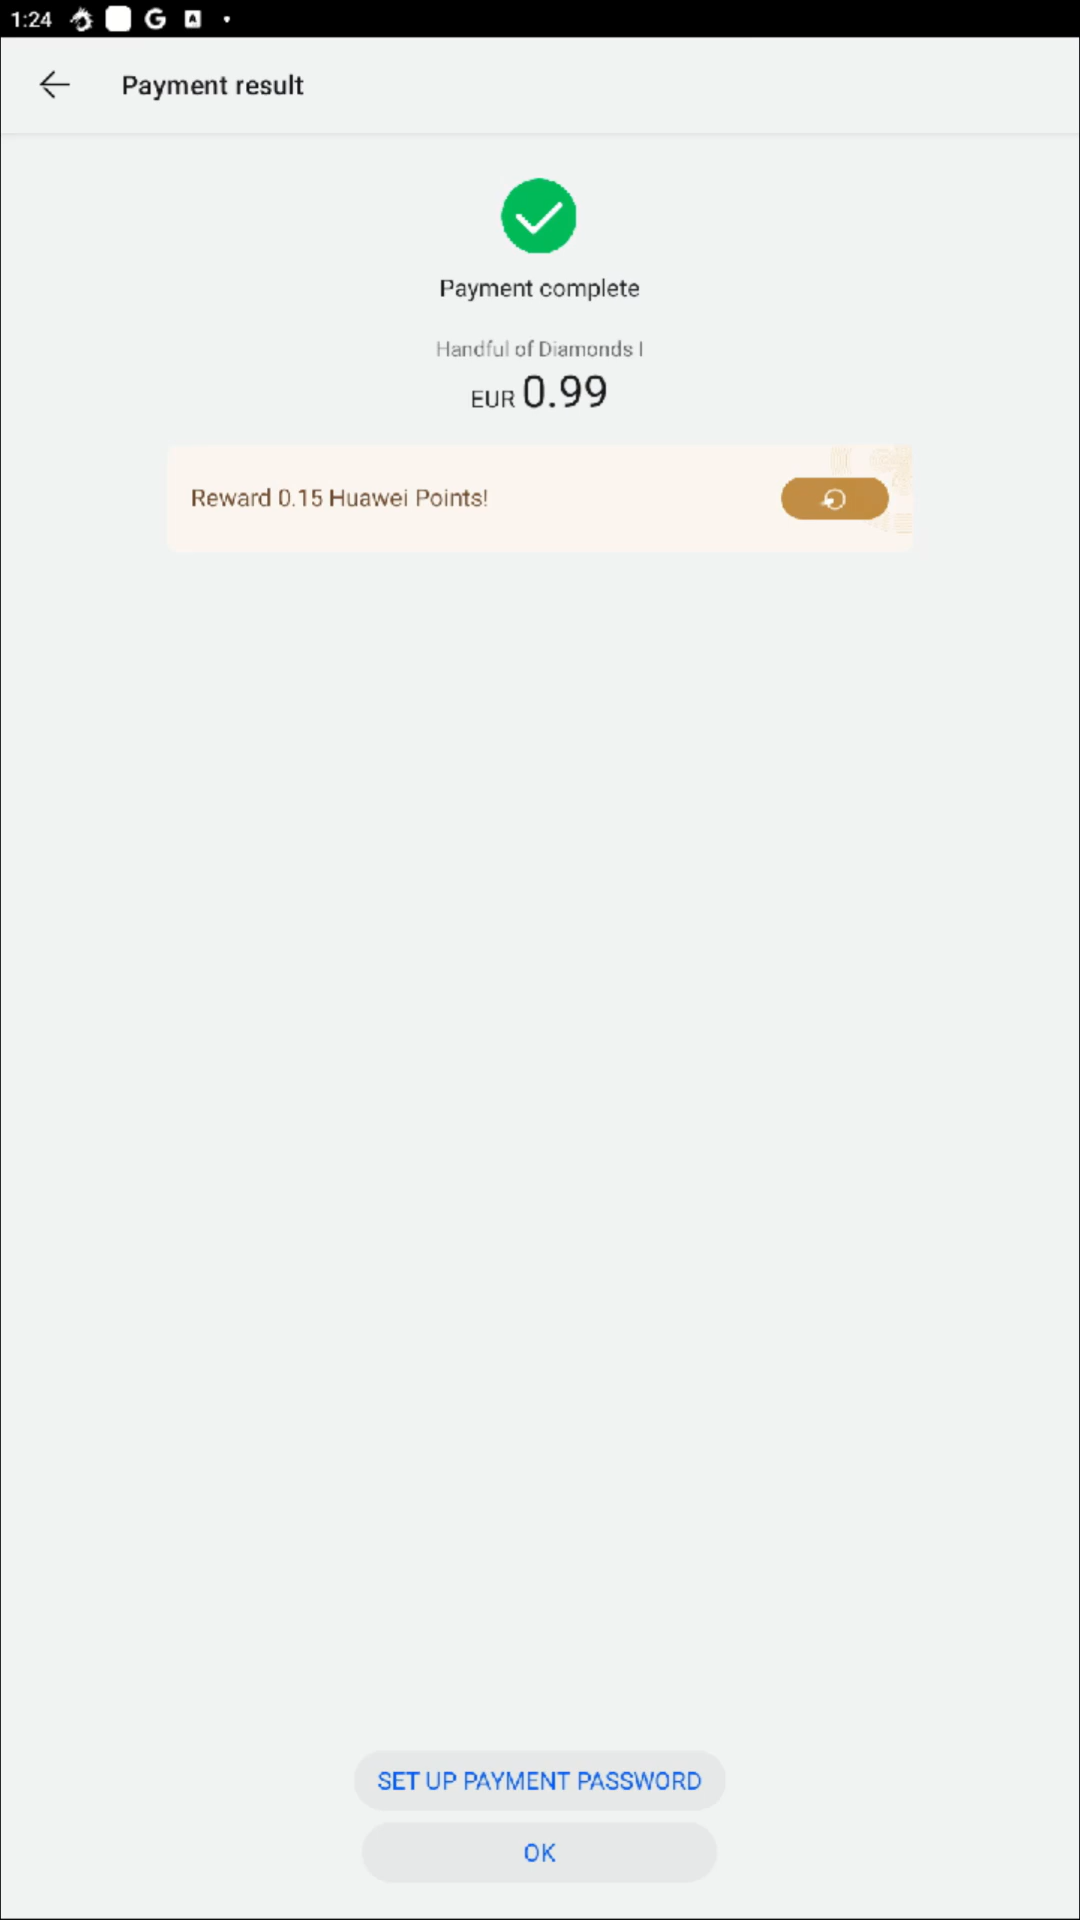 1:24
Payment result
Payment complete
Handful of Diamonds I
EUR 0.99
Reward 0.15 Huawei Points!
SET UP PAYMENT PASSWORD
OK